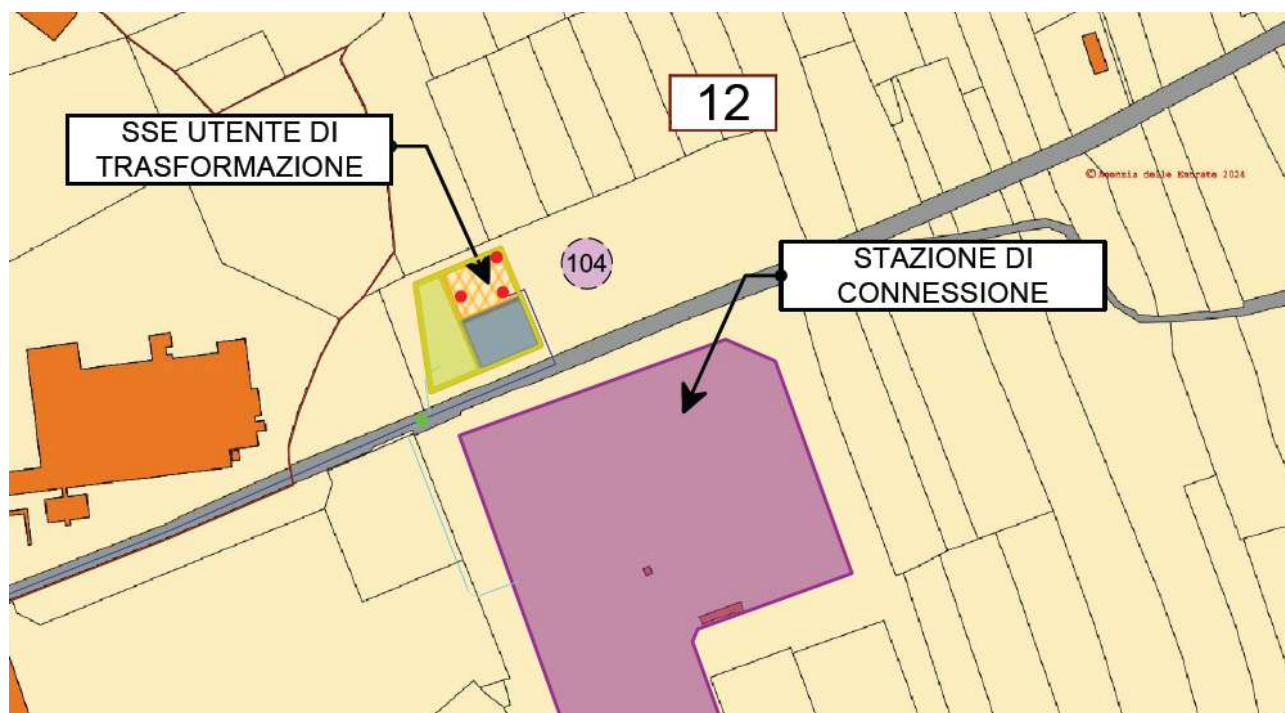 12
SSE UTENTE DI
TRASFORMAZIONE
© Agenzia delle Entrate 2024
104
STAZIONE DI
CONNESSIONE